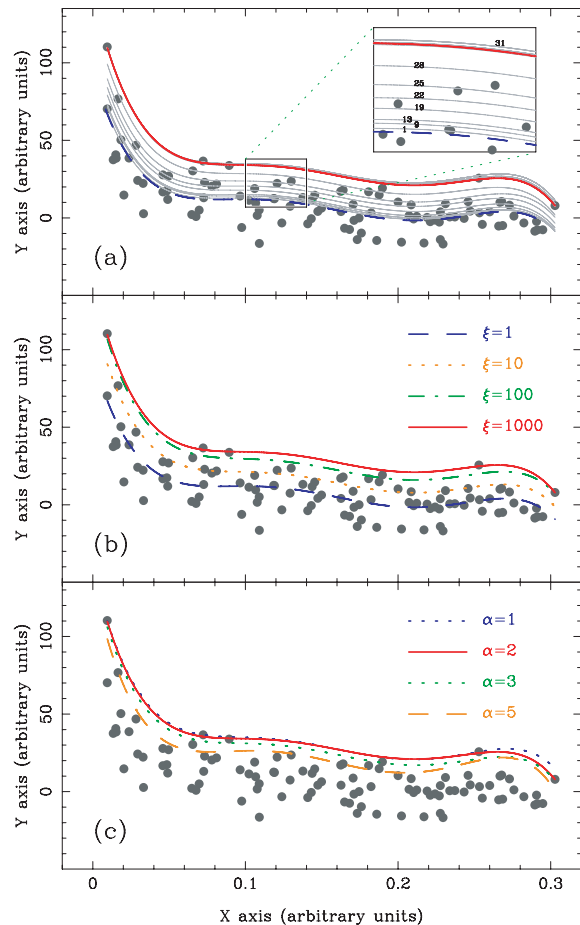 100
50
0
Y axis (arbitrary units)
(a)
31
28
25
22
19
13
1
9
100
50
0
Y axis (arbitrary units)
(b)
ξ=1
ξ=10
ξ=100
ξ=1000
100
50
0
Y axis (arbitrary units)
(c)
α=1
α=2
α=3
α=5
0
0.1
0.2
0.3
X axis (arbitrary units)